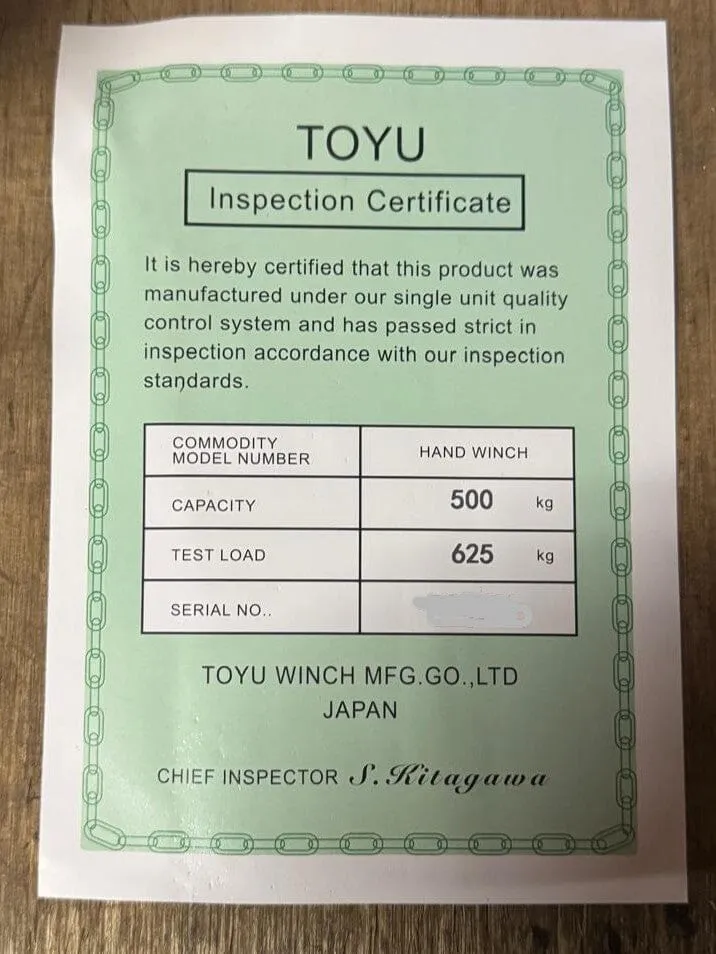 TOYU
Inspection Certificate
It is hereby certified that this product was
manufactured under our single unit quality
control system and has passed strict in
inspection accordance with our inspection
standards.
COMMODITY
MODEL NUMBER
HAND WINCH
CAPACITY
500 kg
TEST LOAD
625 kg
SERIAL NO..
TOYU WINCH MFG.GO.,LTD
JAPAN
CHIEF INSPECTOR S. Kitagawa